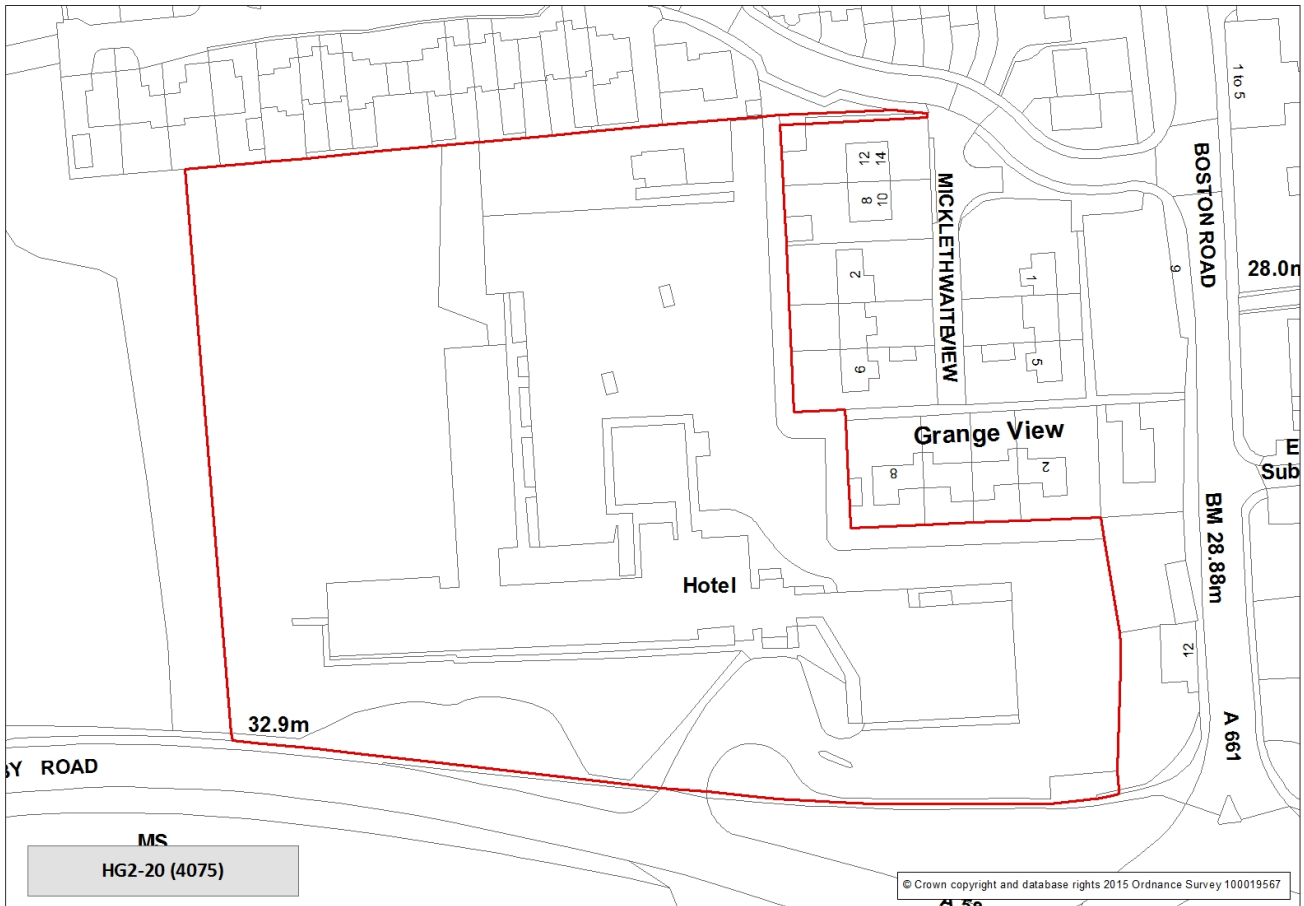 1 to 5
BOSTON ROAD
12
14
8
10
MICKLETHWAITE VIEW
9
28.0m
2
1
6
5
Grange View
8
2
E
Sub
BM 28.88m
Hotel
12
32.9m
A 661
BY ROAD
MS
HG2-20 (4075)
© Crown copyright and database rights 2015 Ordnance Survey 100019567
A 58